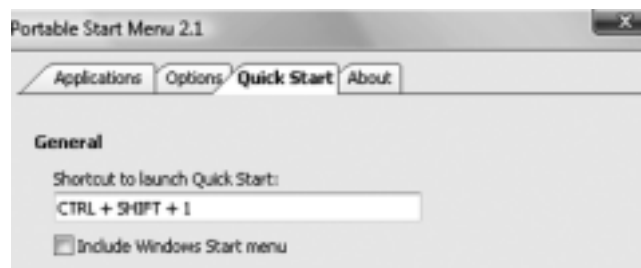 Portable Start Menu 2.1
Applications Options Quick Start About
General
Shortcut to launch Quick Start:
CTRL + SHIFT + 1
Include Windows Start menu